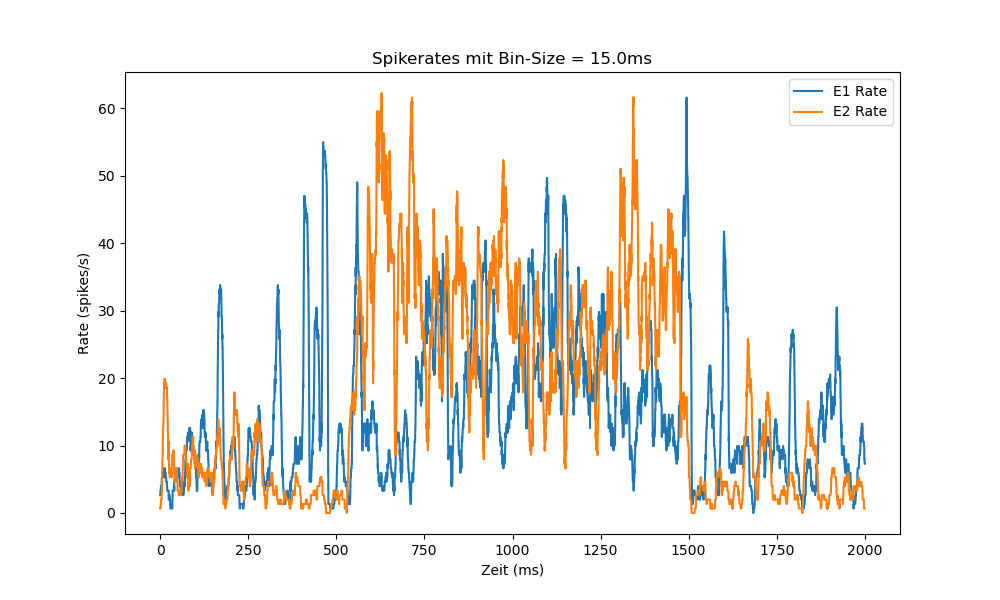 Spikerates mit Bin-Size = 15.0ms
E1 Rate
E2 Rate
60
50
40
30
20
10
0
Rate (spikes/s)
0 250 500 750 1000 1250 1500 1750 2000
Zeit (ms)